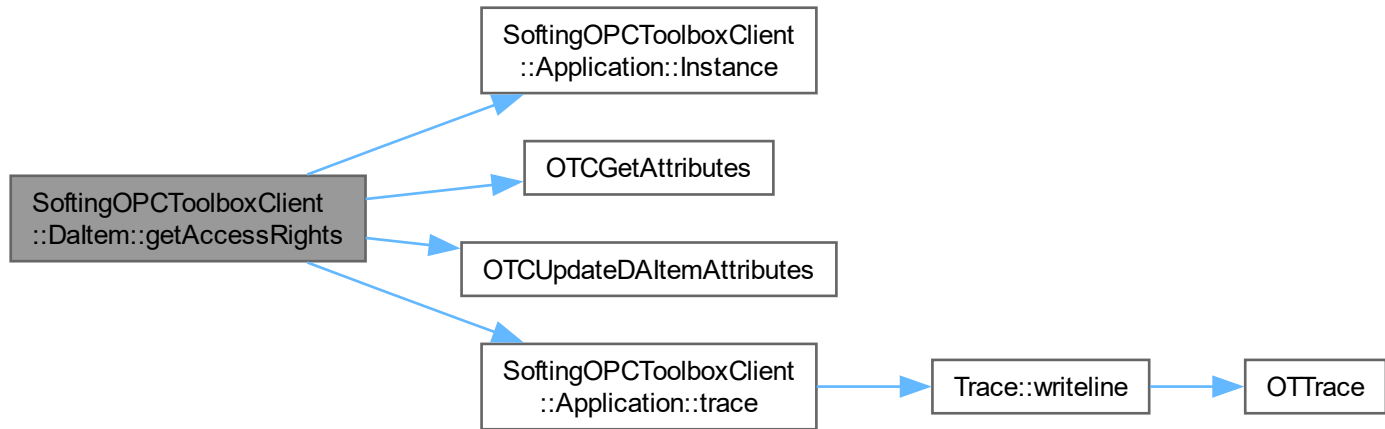 SoftingOPCToolboxClient
::Application::Instance
OTCGetAttributes
SoftingOPCToolboxClient
::DaItem::getAccessRights
OTCUpdateDAItemAttributes
SoftingOPCToolboxClient
::Application::trace
Trace::writeline
OTTrace